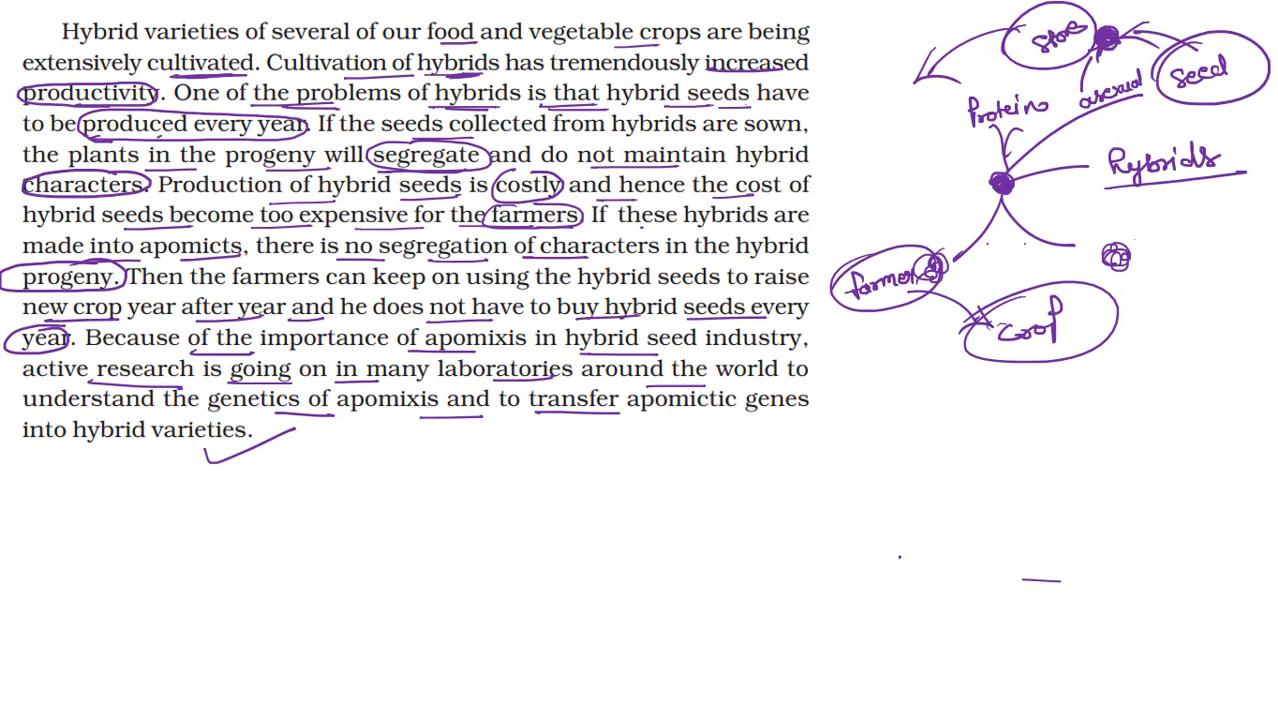 Hybrid varieties of several of our food and vegetable crops are being
extensively cultivated. Cultivation of hybrids has tremendously increased
productivity. One of the problems of hybrids is that hybrid seeds have
to be produced every year. If the seeds collected from hybrids are sown,
the plants in the progeny will segregate and do not maintain hybrid
characters. Production of hybrid seeds is costly and hence the cost of
hybrid seeds become too expensive for the farmers. If these hybrids are
made into apomicts, there is no segregation of characters in the hybrid
progeny. Then the farmers can keep on using the hybrid seeds to raise
new crop year after year and he does not have to buy hybrid seeds every
year. Because of the importance of apomixis in hybrid seed industry,
active research is going on in many laboratories around the world to
understand the genetics of apomixis and to transfer apomictic genes
into hybrid varieties.
store
seed
Proteins
asexual
hybrids
farmer
crop